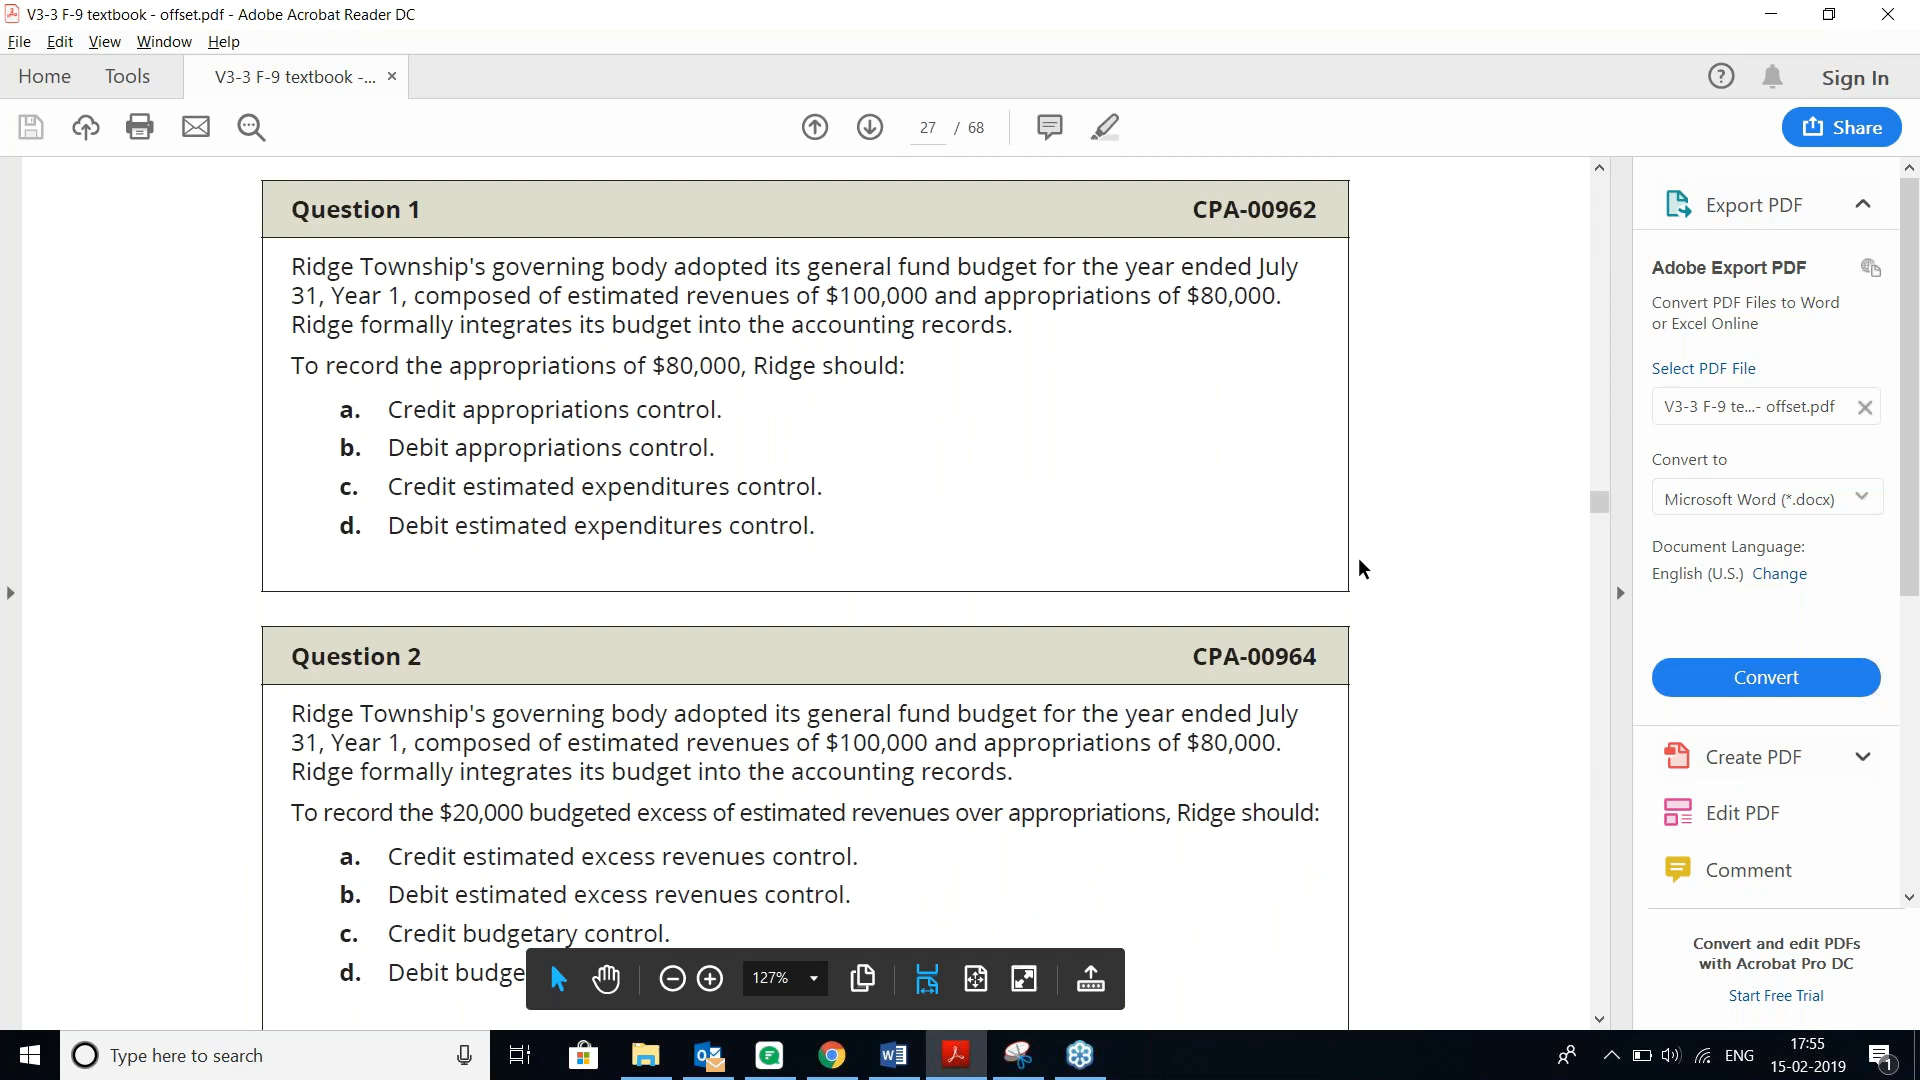 V3-3 F-9 textbook - offset.pdf - Adobe Acrobat Reader DC
File Edit View Window Help
Home Tools V3-3 F-9 textbook -... × Sign In
27 / 68 Share
Question 1 CPA-00962
Ridge Township's governing body adopted its general fund budget for the year ended July
31, Year 1, composed of estimated revenues of $100,000 and appropriations of $80,000.
Ridge formally integrates its budget into the accounting records.
To record the appropriations of $80,000, Ridge should:
a. Credit appropriations control.
b. Debit appropriations control.
c. Credit estimated expenditures control.
d. Debit estimated expenditures control.
Question 2 CPA-00964
Ridge Township's governing body adopted its general fund budget for the year ended July
31, Year 1, composed of estimated revenues of $100,000 and appropriations of $80,000.
Ridge formally integrates its budget into the accounting records.
To record the $20,000 budgeted excess of estimated revenues over appropriations, Ridge should:
a. Credit estimated excess revenues control.
b. Debit estimated excess revenues control.
c. Credit budgetary control.
d. Debit budge
127%
Export PDF
Adobe Export PDF
Convert PDF Files to Word
or Excel Online
Select PDF File
V3-3 F-9 te...- offset.pdf
Convert to
Microsoft Word (*.docx)
Document Language:
English (U.S.) Change
Convert
Create PDF
Edit PDF
Comment
Convert and edit PDFs
with Acrobat Pro DC
Start Free Trial
Type here to search
ENG
17:55
15-02-2019
1